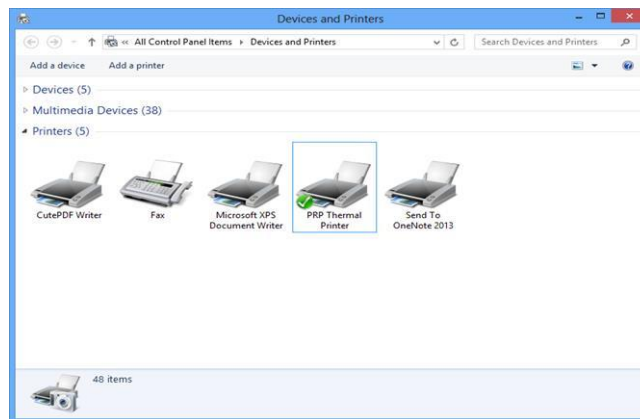 Devices and Printers
« All Control Panel Items Devices and Printers
Search Devices and Printers
Add a device Add a printer
Devices (5)
Multimedia Devices (38)
Printers (5)
CutePDF Writer
Fax
Microsoft XPS
Document Writer
PRP Thermal
Printer
Send To
OneNote 2013
48 items